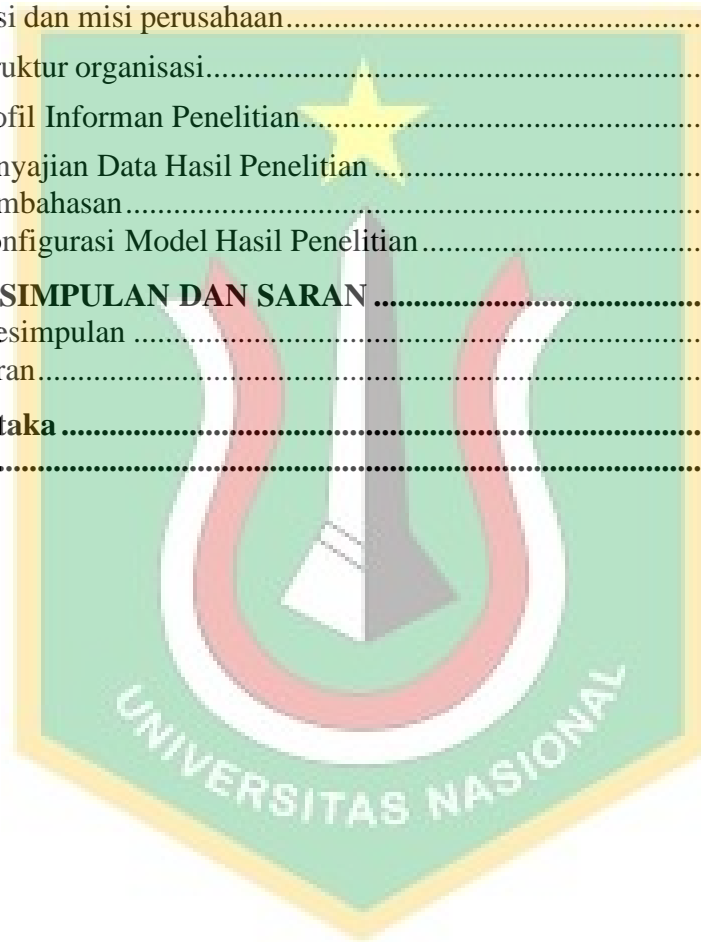 si dan misi perusahaan....................................................
ruktur organisasi...............................................................
ofil Informan Penelitian..................................................
nyajian Data Hasil Penelitian .........................................
mbahasan.........................................................................
onfigurasi Model Hasil Penelitian...................................
SIMPULAN DAN SARAN .........................................
esimpulan ........................................................................
ran....................................................................................
taka .................................................................................
.........................................................................................
UNIVERSITAS NASIONAL